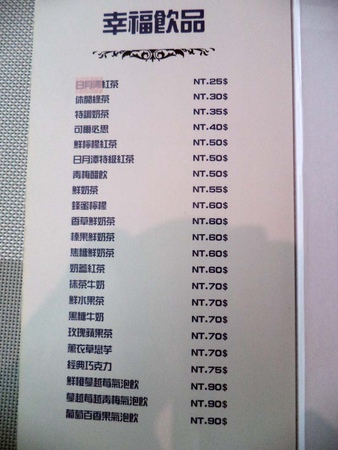 幸福飲品
紅茶 NT.25$
休閒綠茶 NT.30$
特調奶茶 NT.35$
可爾必思 NT.40$
鮮檸檬紅茶 NT.50$
日月潭特級紅茶 NT.50$
青梅醋飲 NT.50$
鮮奶茶 NT.55$
蜂蜜檸檬 NT.60$
香草鮮奶茶 NT.60$
榛果鮮奶茶 NT.60$
焦糖鮮奶茶 NT.60$
奶蓋紅茶 NT.60$
抹茶牛奶 NT.70$
鮮水果茶 NT.70$
黑糖牛奶 NT.70$
玫瑰蘋果茶 NT.70$
薰衣草思芋 NT.70$
經典巧克力 NT.75$
鮮橙蔓越莓氣泡飲 NT.90$
蔓越莓越青梅氣泡飲 NT.90$
葡萄百香果氣泡飲 NT.90$